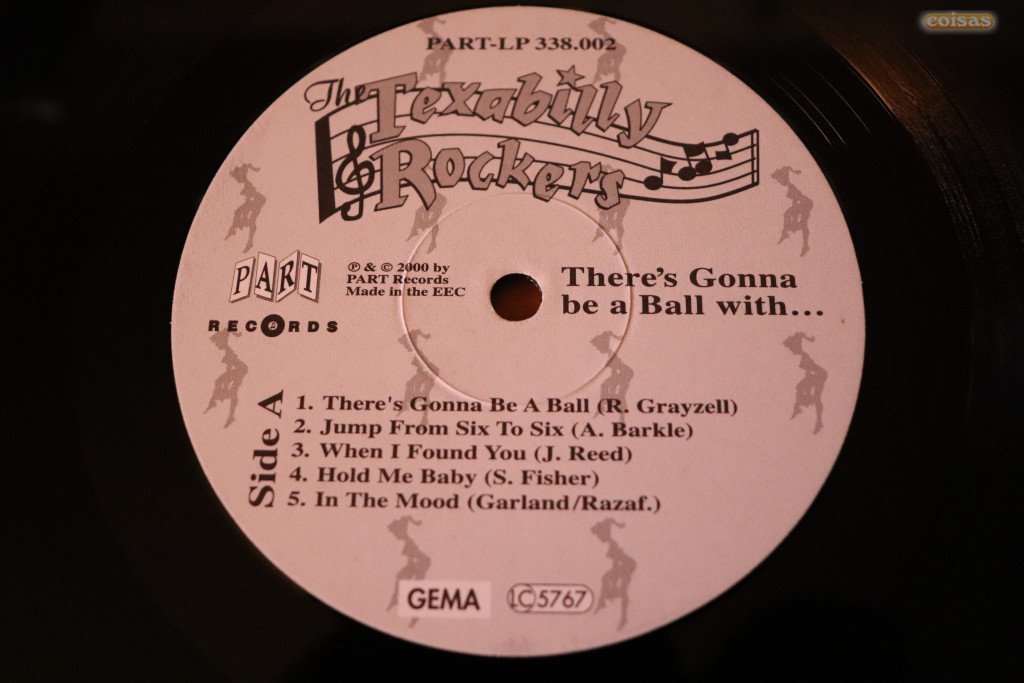 coisas
PART-LP 338.002
The Texabilly
Rockers
PART
RECORDS
℗ & © 2000 by
PART Records
Made in the EEC
There's Gonna
be a Ball with...
Side A
1. There's Gonna Be A Ball (R. Grayzell)
2. Jump From Six To Six (A. Barkle)
3. When I Found You (J. Reed)
4. Hold Me Baby (S. Fisher)
5. In The Mood (Garland/Razaf.)
GEMA
LC 5767